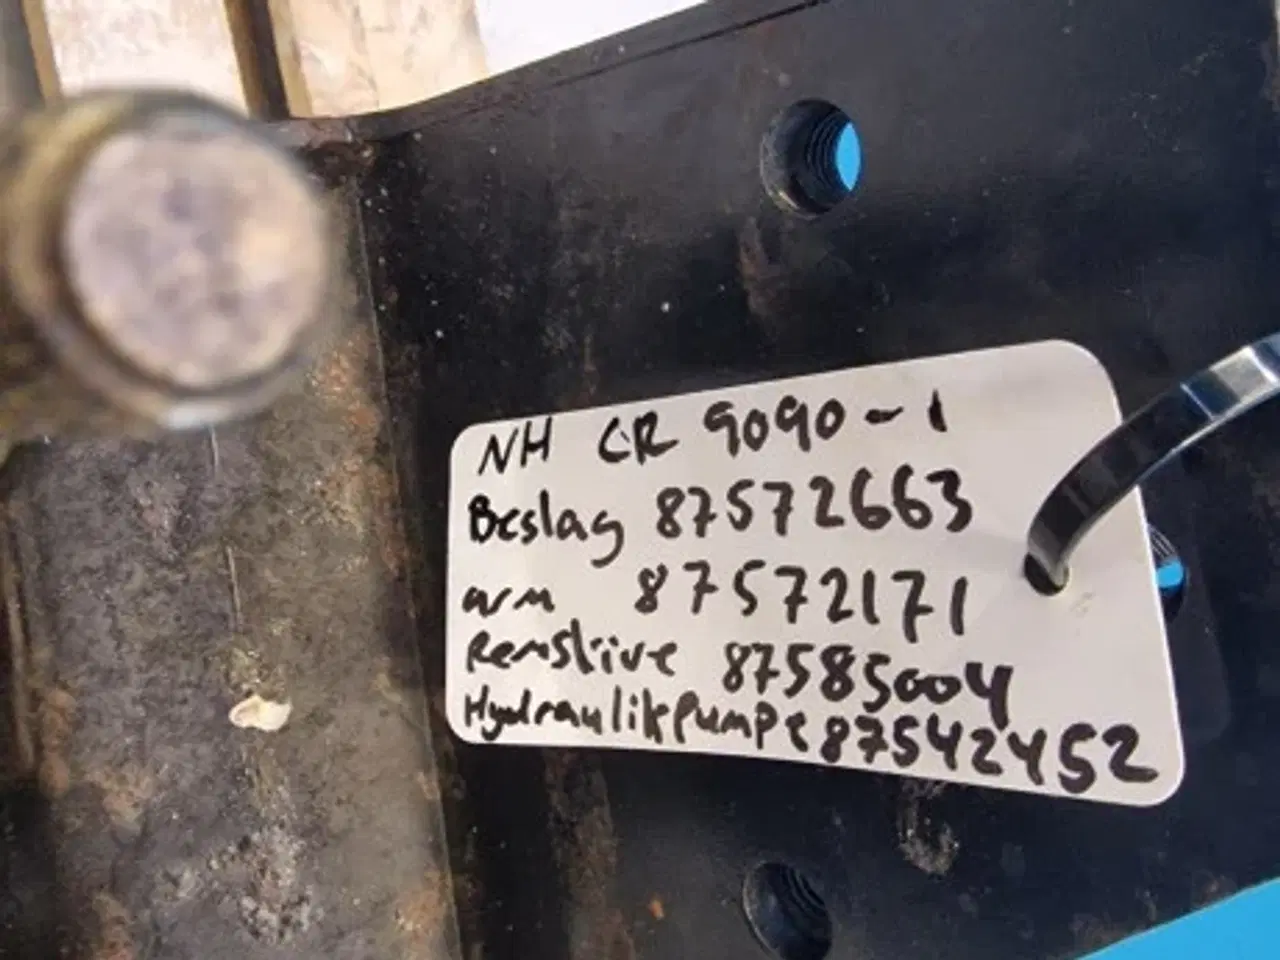 NH CR 9090-1
Beslag 87572663
arm 87572171
Remskive 87585004
Hydraulikpumpe 87542452